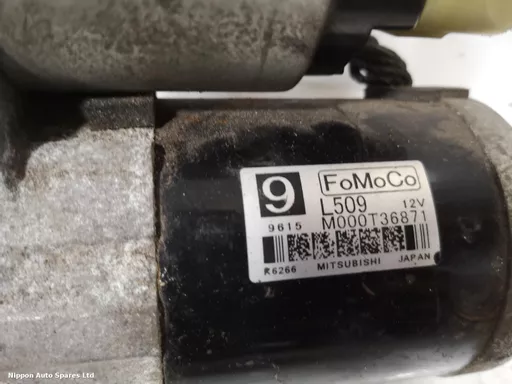 9 FoMoCo
L509 12V
9615 M000T36871
R6266 MITSUBISHI JAPAN
Nippon Auto Spares Ltd.